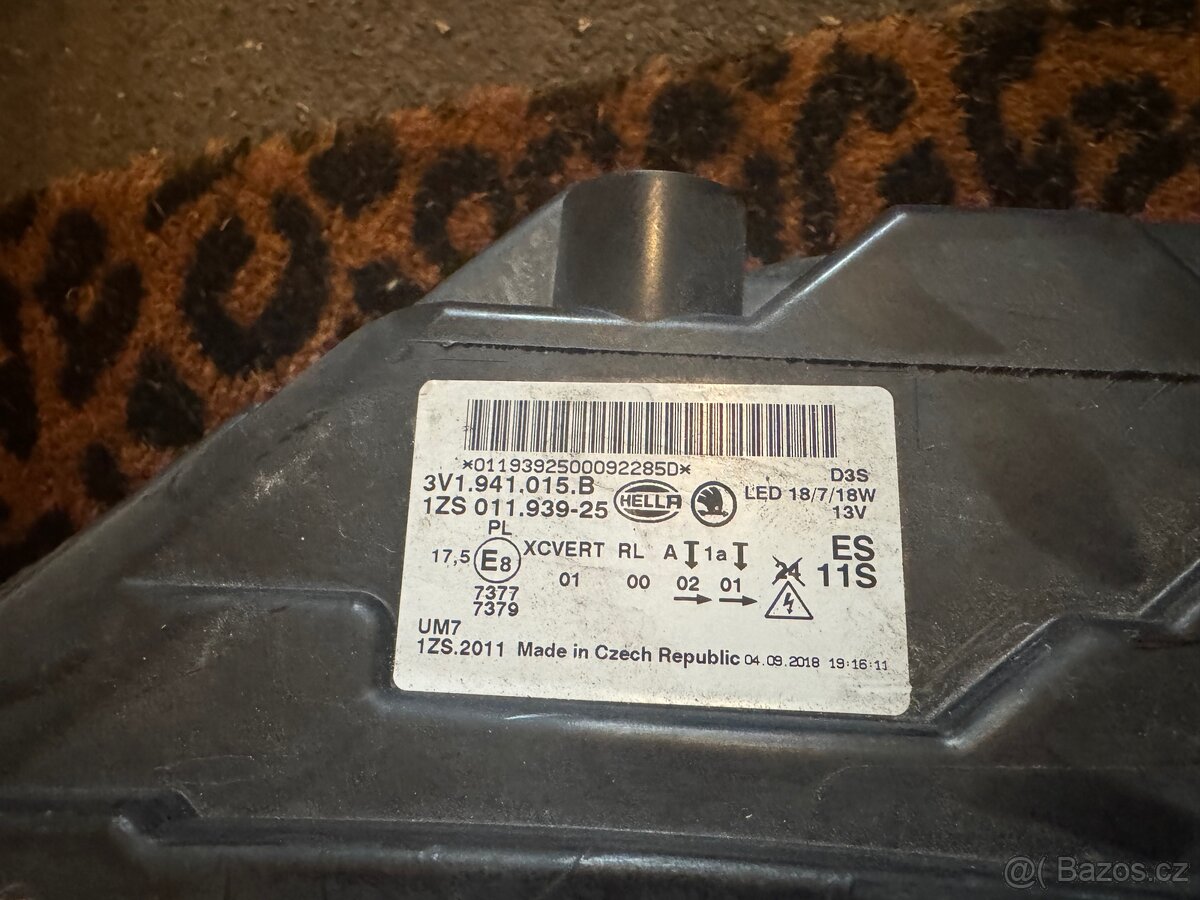 *0119392500092285D*
3V1.941.015.B
1ZS 011.939-25
HELLA
D3S
LED 18/7/18W
13V
PL
17,5 E8 XCVERT RL A 1a
01 00 02 01
7377
7379
24
ES
11S
UM7
1ZS.2011 Made in Czech Republic 04.09.2018 19:16:11
@( Bazos.cz